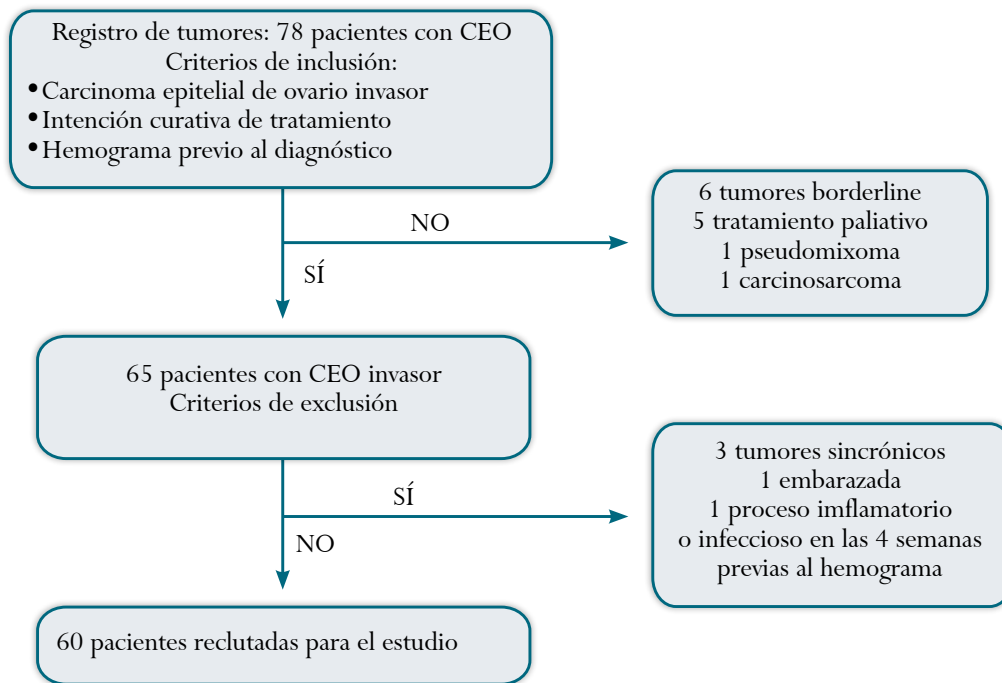 Registro de tumores: 78 pacientes con CEO
Criterios de inclusión:
•Carcinoma epitelial de ovario invasor
•Intención curativa de tratamiento
•Hemograma previo al diagnóstico
NO
6 tumores borderline
5 tratamiento paliativo
1 pseudomixoma
1 carcinosarcoma
SÍ
65 pacientes con CEO invasor
Criterios de exclusión
SÍ
3 tumores sincrónicos
1 embarazada
1 proceso imflamatorio
o infeccioso en las 4 semanas
previas al hemograma
NO
60 pacientes reclutadas para el estudio